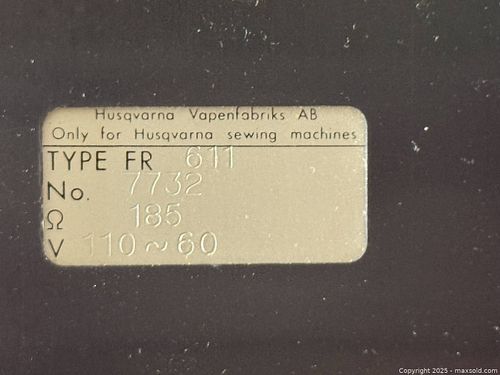 Husqvarna Vapenfabriks AB
Only for Husqvarna sewing machines
TYPE FR 611
No. 7732
Ω 185
V 110 ~ 60
Copyright 2025 - maxsold.com